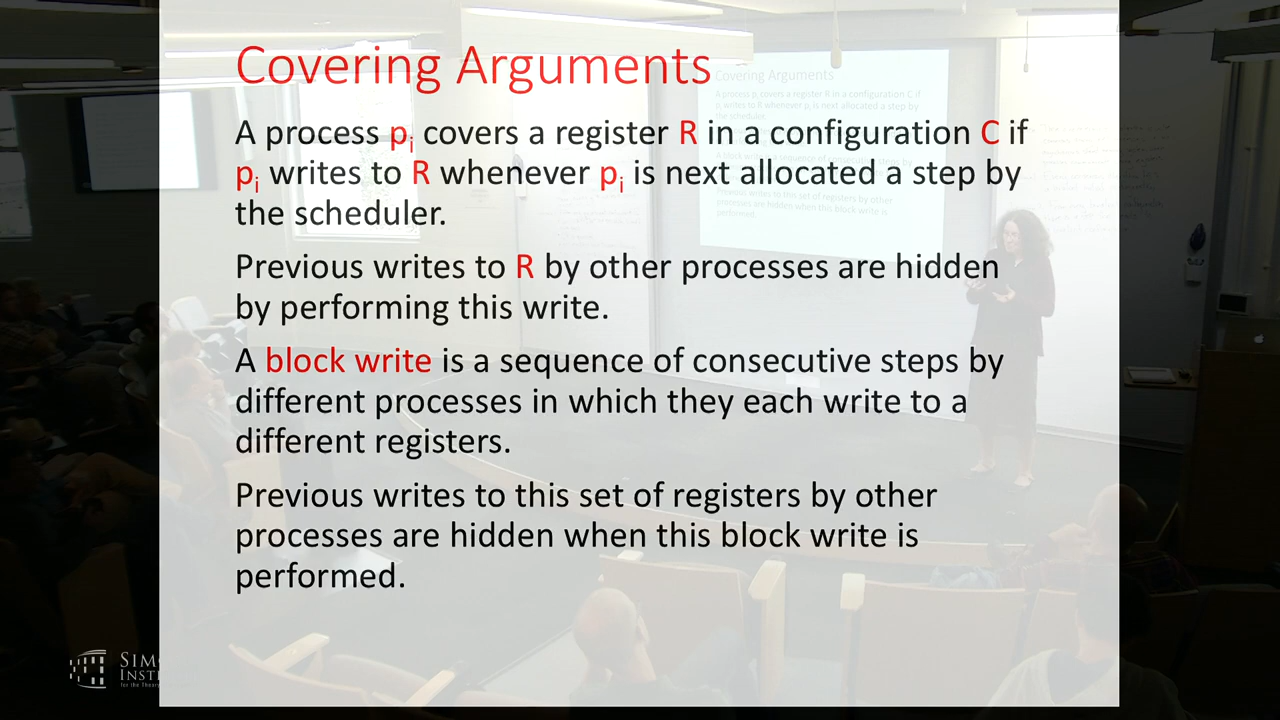 Covering Arguments
A process pi covers a register R in a configuration C if
pi writes to R whenever pi is next allocated a step by
the scheduler.
Previous writes to R by other processes are hidden
by performing this write.
A block write is a sequence of consecutive steps by
different processes in which they each write to a
different registers.
Previous writes to this set of registers by other
processes are hidden when this block write is
performed.
Covering Arguments